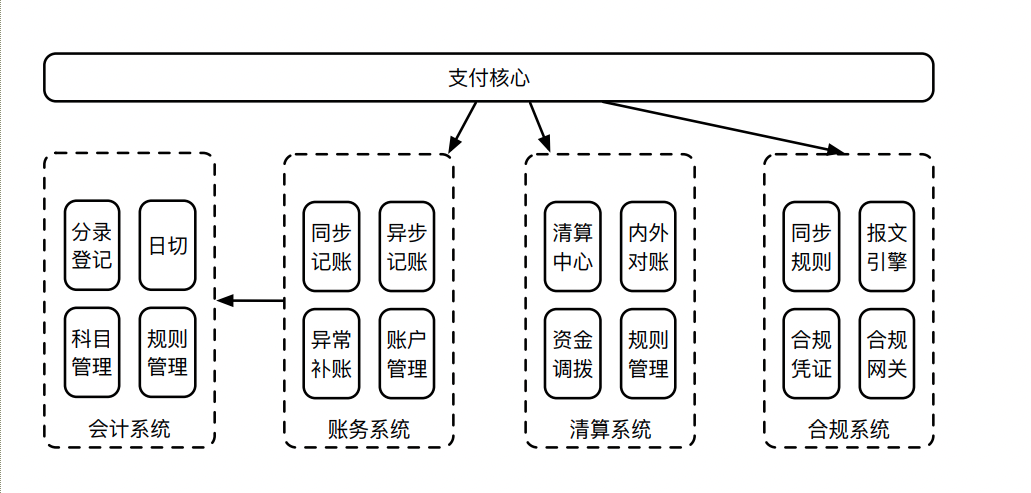 支付核心
分录
登记
日切
科目
管理
规则
管理
会计系统
同步
记账
异步
记账
异常
补账
账户
管理
账务系统
清算
中心
内外
对账
资金
调拨
规则
管理
清算系统
同步
规则
报文
引擎
合规
凭证
合规
网关
合规系统